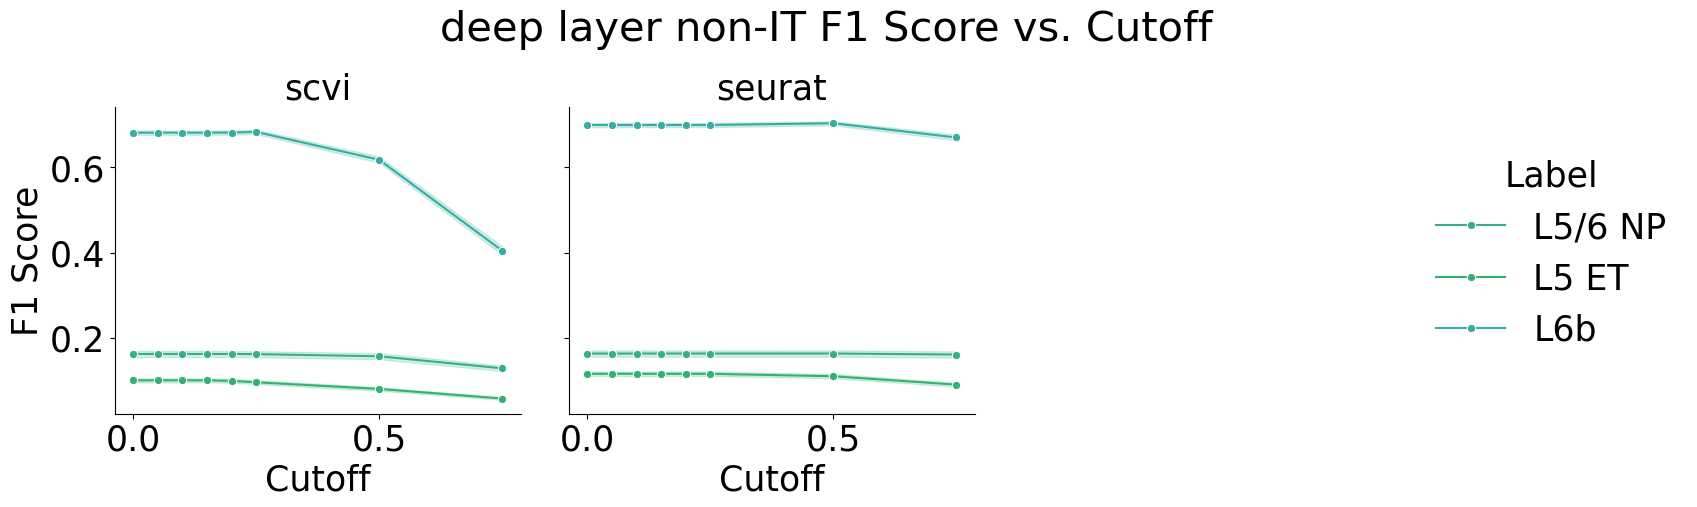 deep layer non-IT F1 Score vs. Cutoff
scvi
seurat
F1 Score
0.6
0.4
0.2
0.0
0.5
0.0
0.5
Cutoff
Cutoff
Label
L5/6 NP
L5 ET
L6b